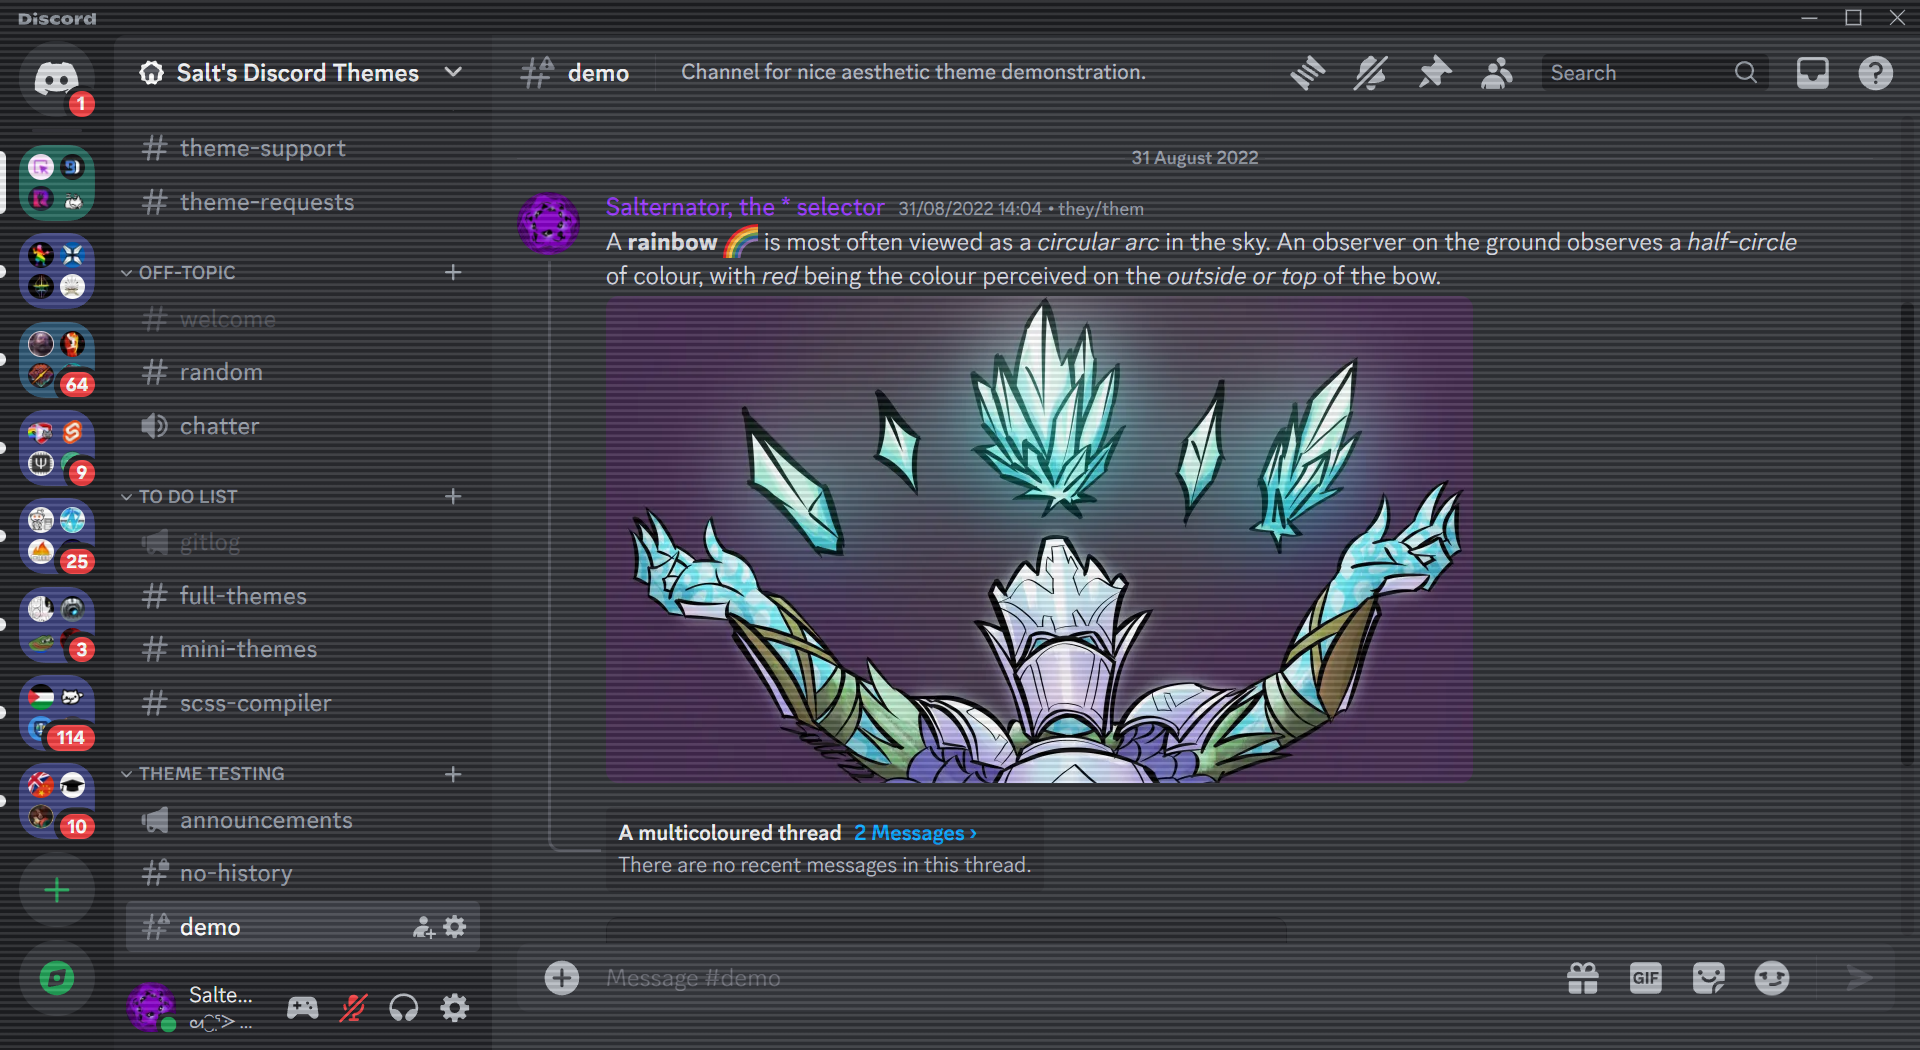 Discord
1
64
9
25
3
114
10
Salt's Discord Themes
theme-support
theme-requests
OFF-TOPIC
welcome
random
chatter
TO DO LIST
gitlog
full-themes
mini-themes
scss-compiler
THEME TESTING
announcements
no-history
demo
Salte...
demo
Channel for nice aesthetic theme demonstration.
Search
31 August 2022
Salternator, the * selector 31/08/2022 14:04 • they/them
A rainbow 🌈 is most often viewed as a circular arc in the sky. An observer on the ground observes a half-circle
of colour, with red being the colour perceived on the outside or top of the bow.
A multicoloured thread 2 Messages ›
There are no recent messages in this thread.
Message #demo
GIF